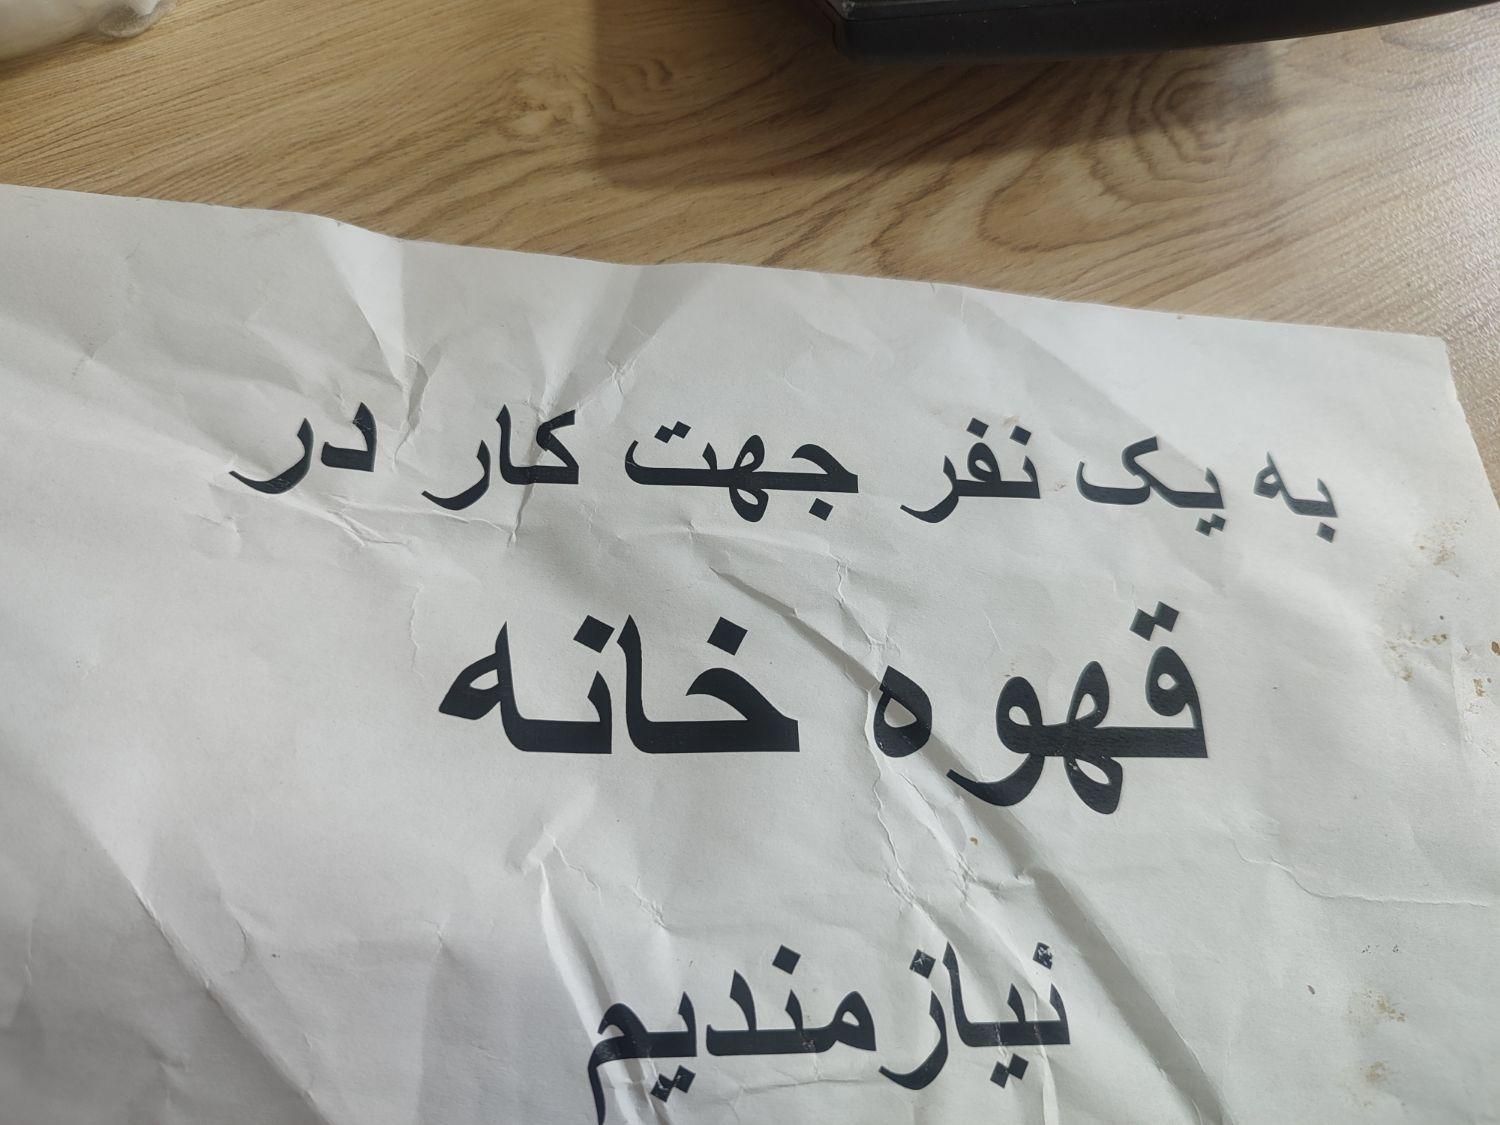 به یک نفر جهت کار در
قهوه خانه
نیازمندیم